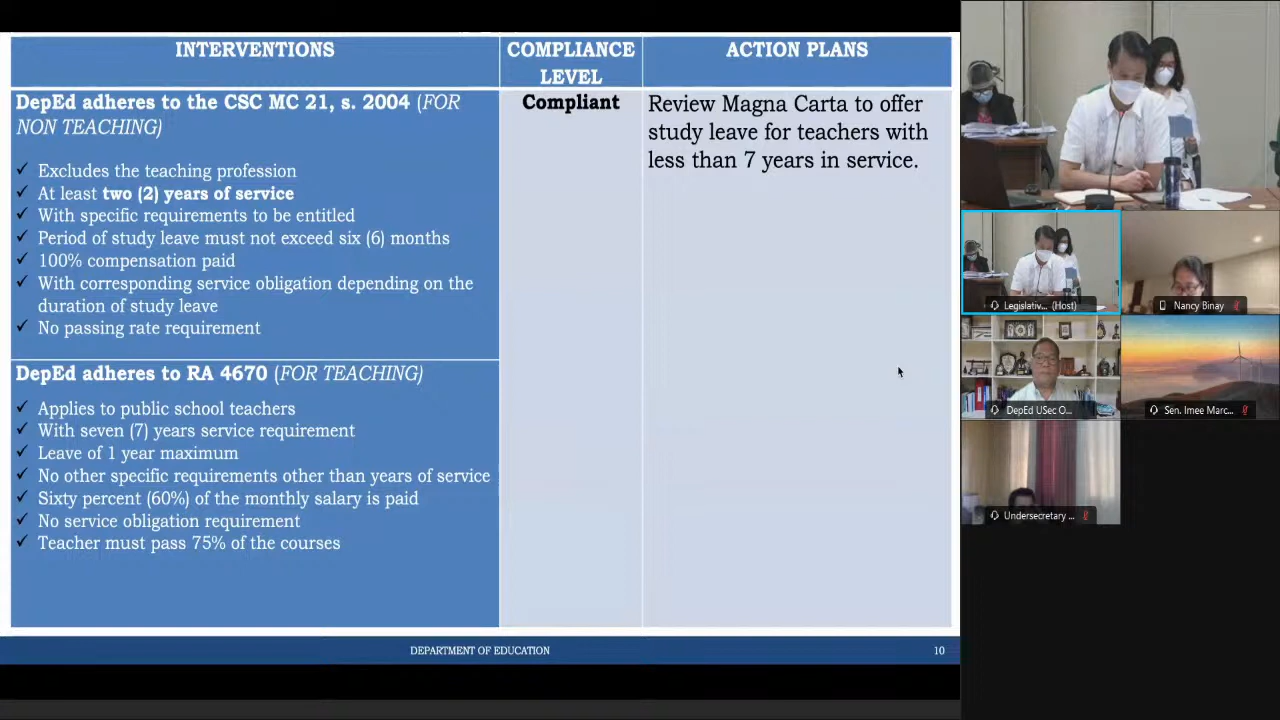 INTERVENTIONS
COMPLIANCE
LEVEL
ACTION PLANS
DepEd adheres to the CSC MC 21, s. 2004 (FOR
NON TEACHING)
✓ Excludes the teaching profession
✓ At least two (2) years of service
✓ With specific requirements to be entitled
✓ Period of study leave must not exceed six (6) months
✓ 100% compensation paid
✓ With corresponding service obligation depending on the
duration of study leave
✓ No passing rate requirement
DepEd adheres to RA 4670 (FOR TEACHING)
✓ Applies to public school teachers
✓ With seven (7) years service requirement
✓ Leave of 1 year maximum
✓ No other specific requirements other than years of service
✓ Sixty percent (60%) of the monthly salary is paid
✓ No service obligation requirement
✓ Teacher must pass 75% of the courses
Compliant
Review Magna Carta to offer
study leave for teachers with
less than 7 years in service.
DEPARTMENT OF EDUCATION
10
Legislativ... (Host)
Nancy Binay
DepEd USec O...
Sen. Imee Marc...
Undersecretary ...